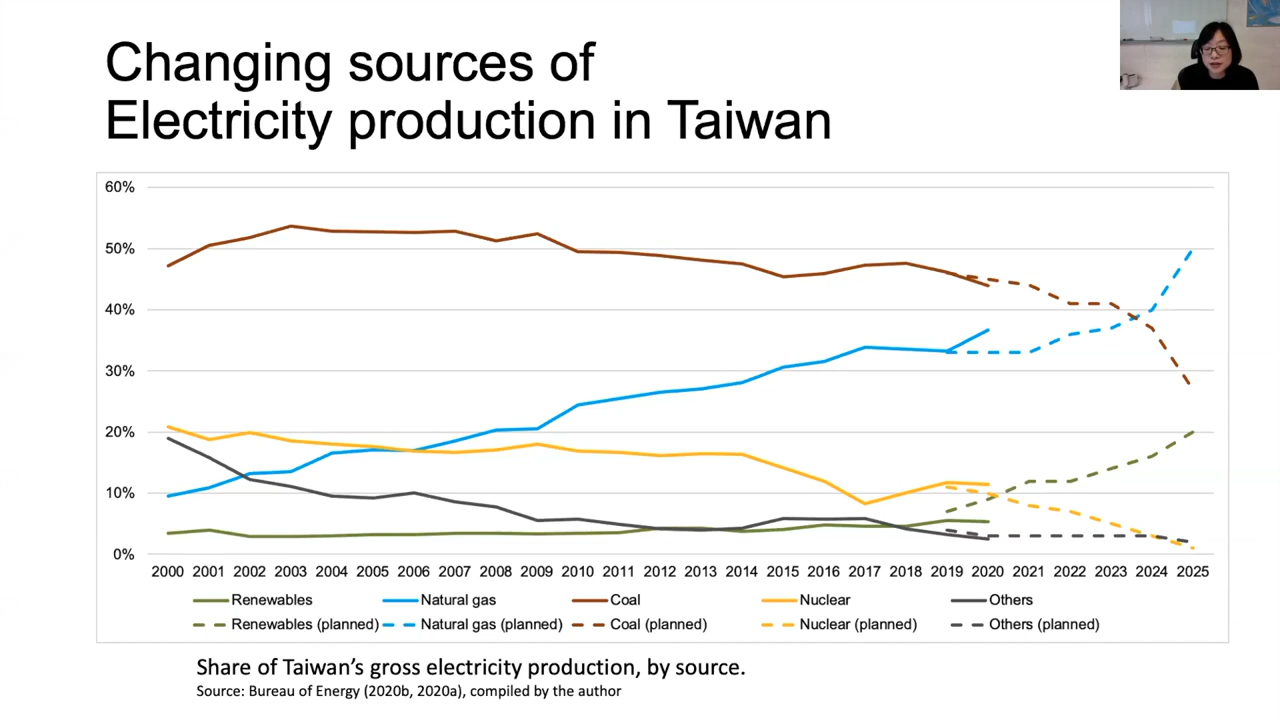 Changing sources of
Electricity production in Taiwan
60%
50%
40%
30%
20%
10%
0%
2000 2001 2002 2003 2004 2005 2006 2007 2008 2009 2010 2011 2012 2013 2014 2015 2016 2017 2018 2019 2020 2021 2022 2023 2024 2025
Renewables Natural gas Coal Nuclear Others
Renewables (planned) Natural gas (planned) Coal (planned) Nuclear (planned) Others (planned)
Share of Taiwan’s gross electricity production, by source.
Source: Bureau of Energy (2020b, 2020a), compiled by the author